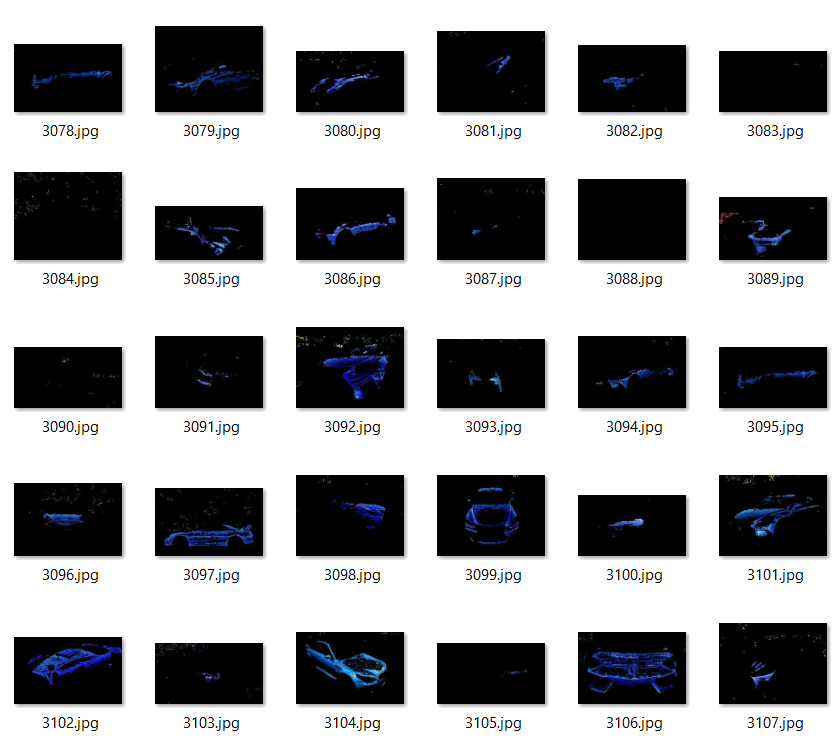 3078.jpg 3079.jpg 3080.jpg 3081.jpg 3082.jpg 3083.jpg
3084.jpg 3085.jpg 3086.jpg 3087.jpg 3088.jpg 3089.jpg
3090.jpg 3091.jpg 3092.jpg 3093.jpg 3094.jpg 3095.jpg
3096.jpg 3097.jpg 3098.jpg 3099.jpg 3100.jpg 3101.jpg
3102.jpg 3103.jpg 3104.jpg 3105.jpg 3106.jpg 3107.jpg